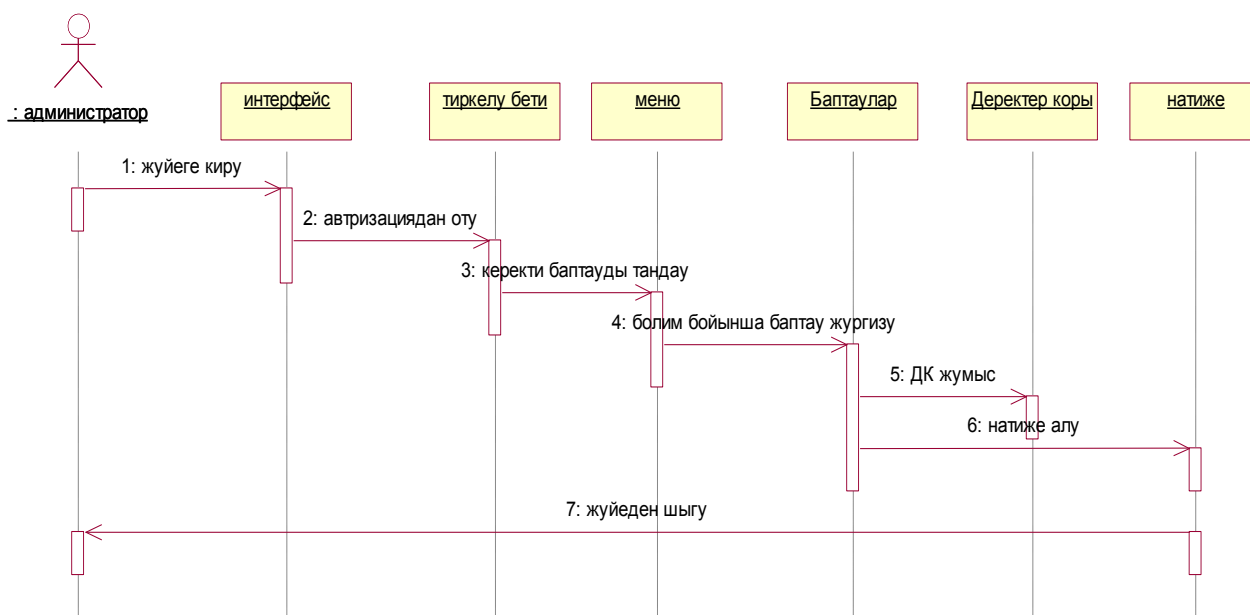 : администратор
интерфейс
тиркелу бети
меню
Баптаулар
Деректер коры
натиже
1: жуйеге киру
2: автризациядан оту
3: керекти баптауды тандау
4: болим бойынша баптау жургизу
5: ДК жумыс
6: натиже алу
7: жуйеден шыгу